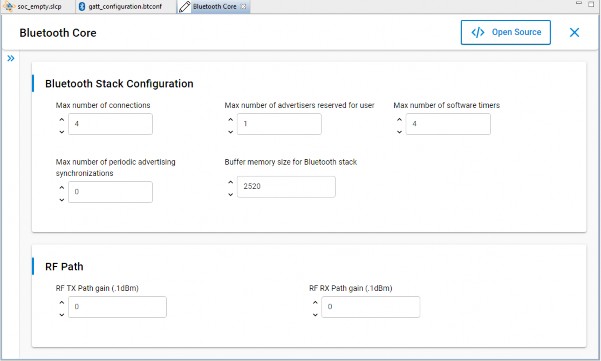 soc_empty.slcp
gatt_configuration.btconf
Bluetooth Core
Bluetooth Core
</> Open Source
Bluetooth Stack Configuration
Max number of connections
4
Max number of advertisers reserved for user
1
Max number of software timers
4
Max number of periodic advertising
synchronizations
0
Buffer memory size for Bluetooth stack
2520
RF Path
RF TX Path gain (.1dBm)
0
RF RX Path gain (.1dBm)
0